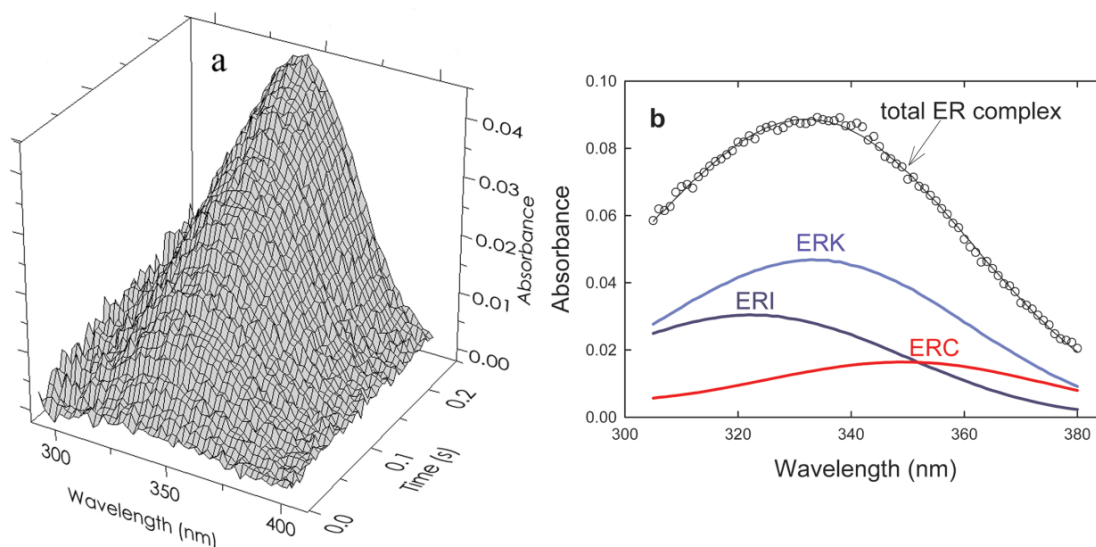 a
0.04
0.03
0.02
0.01
0.00
Absorbance
0.2
0.1
0.0
Time (s)
300
350
400
Wavelength (nm)
b
total ER complex
ERK
ERI
ERC
0.10
0.08
0.06
0.04
0.02
0.00
Absorbance
300
320
340
360
380
Wavelength (nm)